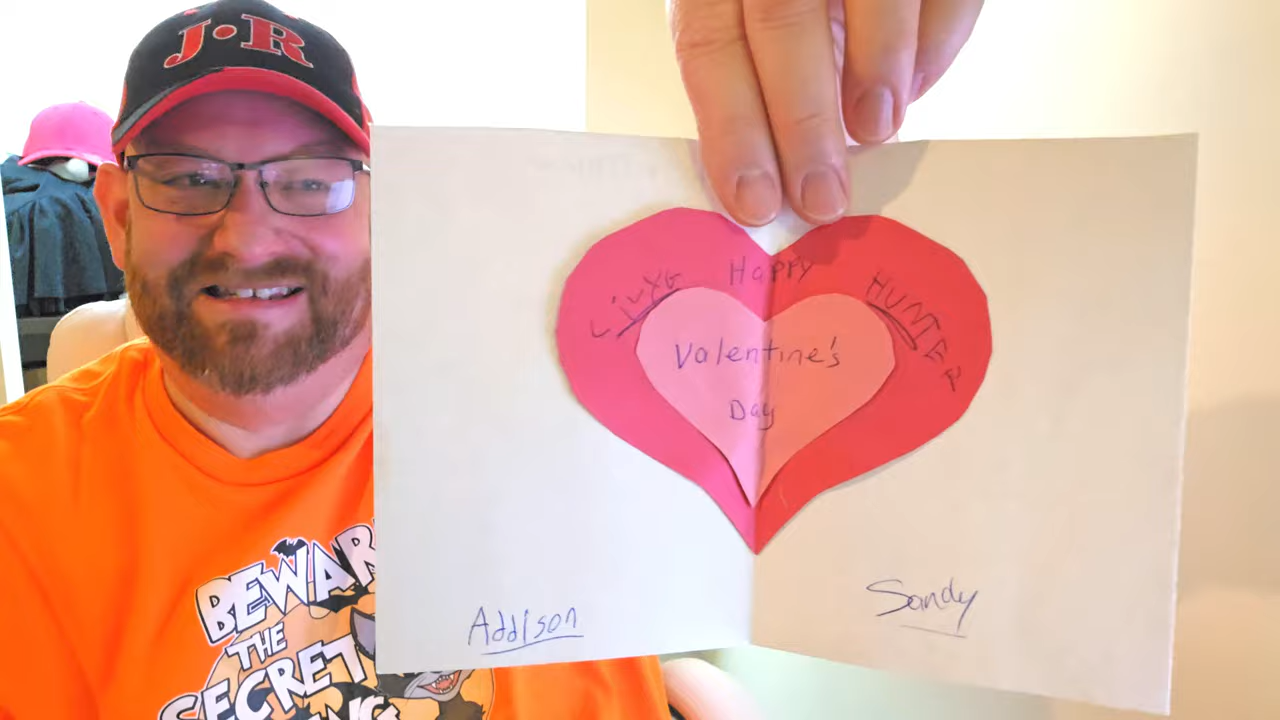 J•R
Happy
HUNTER
Valentine's
Day
Addison
Sandy
BEWAR
THE
SECRET